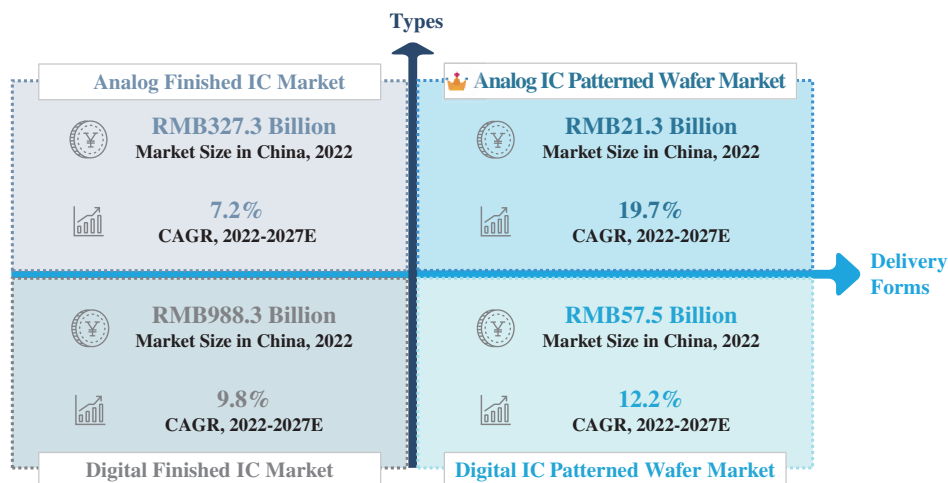 Types
Analog Finished IC Market
RMB327.3 Billion
Market Size in China, 2022
7.2%
CAGR, 2022-2027E
Analog IC Patterned Wafer Market
RMB21.3 Billion
Market Size in China, 2022
19.7%
CAGR, 2022-2027E
Delivery
Forms
RMB988.3 Billion
Market Size in China, 2022
9.8%
CAGR, 2022-2027E
Digital Finished IC Market
RMB57.5 Billion
Market Size in China, 2022
12.2%
CAGR, 2022-2027E
Digital IC Patterned Wafer Market